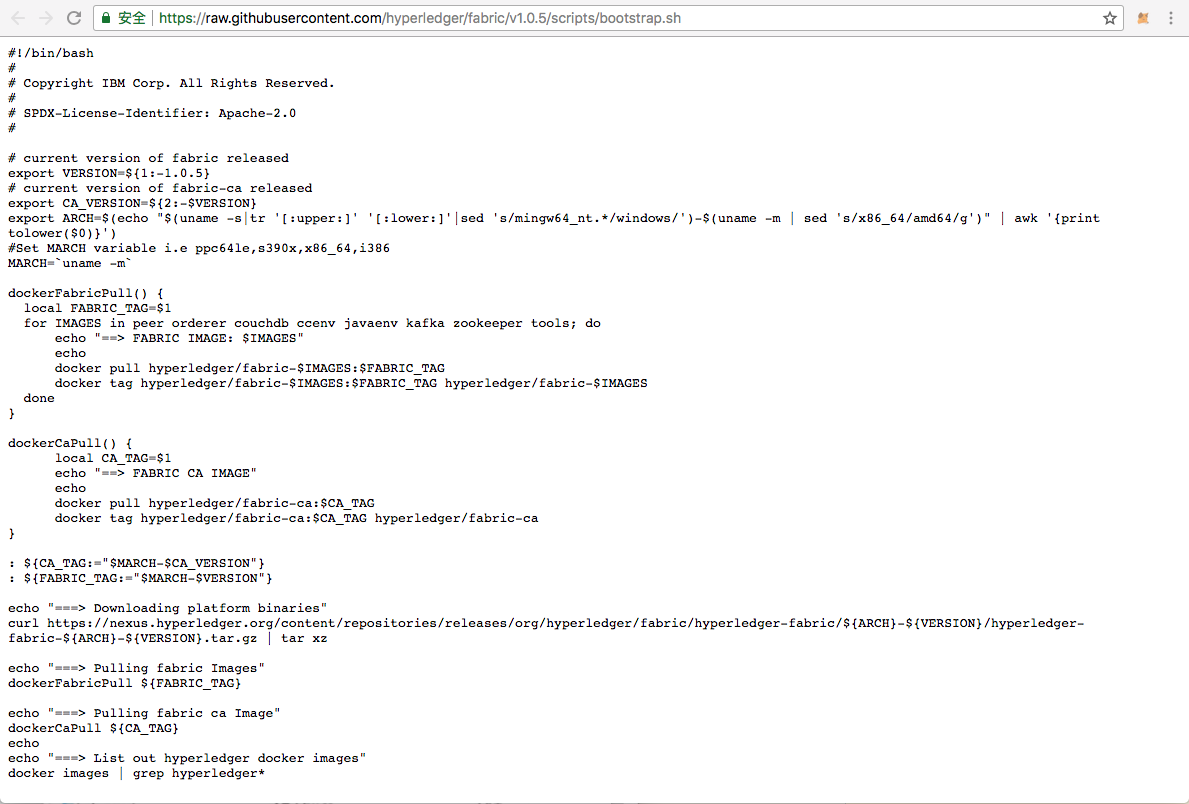 安全 https://raw.githubusercontent.com/hyperledger/fabric/v1.0.5/scripts/bootstrap.sh
#!/bin/bash
#
# Copyright IBM Corp. All Rights Reserved.
#
# SPDX-License-Identifier: Apache-2.0
#
# current version of fabric released
export VERSION=${1:-1.0.5}
# current version of fabric-ca released
export CA_VERSION=${2:-$VERSION}
export ARCH=$(echo "$(uname -s|tr '[:upper:]' '[:lower:]'|sed 's/mingw64_nt.*/windows/')-$(uname -m | sed 's/x86_64/amd64/g')" | awk '{print
tolower($0)}')
#Set MARCH variable i.e ppc64le,s390x,x86_64,i386
MARCH=`uname -m`
dockerFabricPull() {
  local FABRIC_TAG=$1
  for IMAGES in peer orderer couchdb ccenv javaenv kafka zookeeper tools; do
      echo "==> FABRIC IMAGE: $IMAGES"
      echo
      docker pull hyperledger/fabric-$IMAGES:$FABRIC_TAG
      docker tag hyperledger/fabric-$IMAGES:$FABRIC_TAG hyperledger/fabric-$IMAGES
  done
}
dockerCaPull() {
      local CA_TAG=$1
      echo "==> FABRIC CA IMAGE"
      echo
      docker pull hyperledger/fabric-ca:$CA_TAG
      docker tag hyperledger/fabric-ca:$CA_TAG hyperledger/fabric-ca
}
: ${CA_TAG:="$MARCH-$CA_VERSION"}
: ${FABRIC_TAG:="$MARCH-$VERSION"}
echo "===> Downloading platform binaries"
curl https://nexus.hyperledger.org/content/repositories/releases/org/hyperledger/fabric/hyperledger-fabric/${ARCH}-${VERSION}/hyperledger-
fabric-${ARCH}-${VERSION}.tar.gz | tar xz
echo "===> Pulling fabric Images"
dockerFabricPull ${FABRIC_TAG}
echo "===> Pulling fabric ca Image"
dockerCaPull ${CA_TAG}
echo
echo "===> List out hyperledger docker images"
docker images | grep hyperledger*